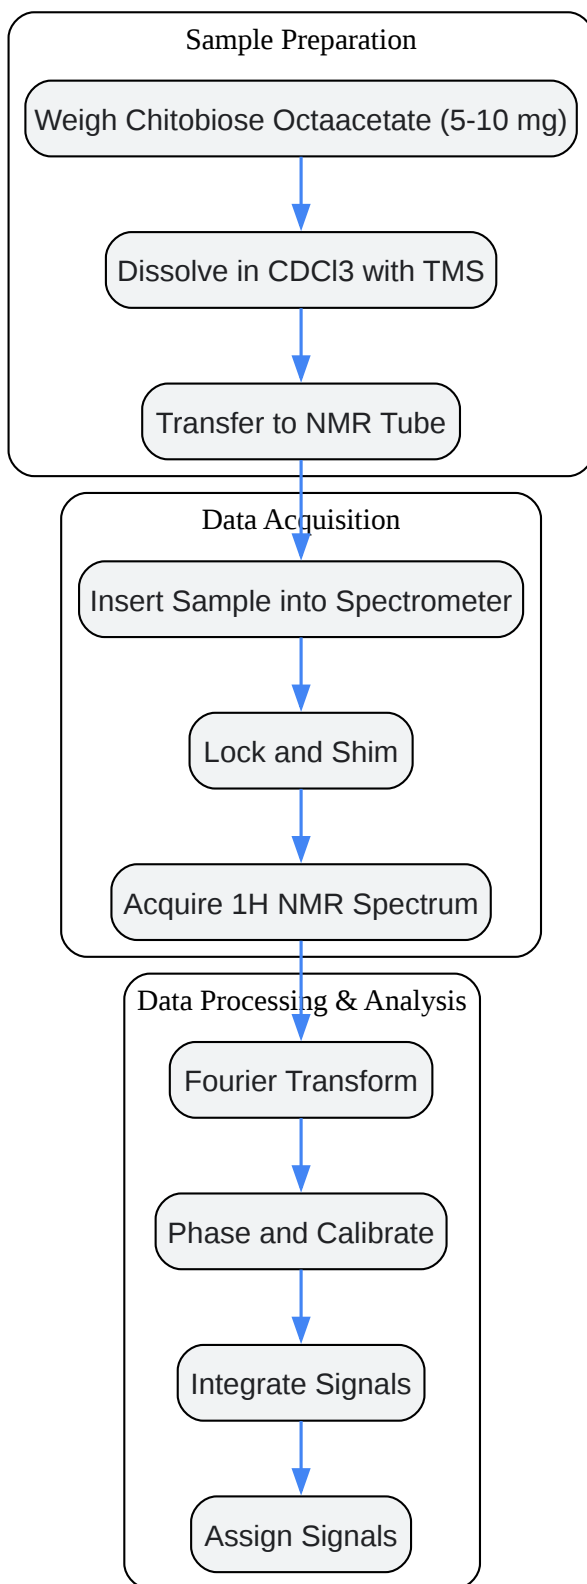 Sample Preparation
Weigh Chitobiose Octaacetate (5-10 mg)
Dissolve in CDCl3 with TMS
Transfer to NMR Tube
Data Acquisition
Insert Sample into Spectrometer
Lock and Shim
Acquire 1H NMR Spectrum
Data Processing & Analysis
Fourier Transform
Phase and Calibrate
Integrate Signals
Assign Signals